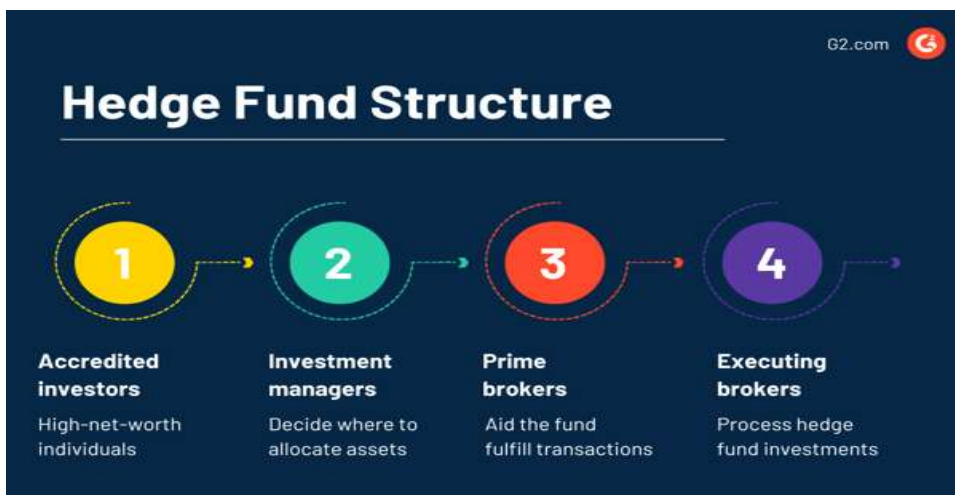 G2.com
Hedge Fund Structure
1
2
3
4
Accredited
investors
High-net-worth
individuals
Investment
managers
Decide where to
allocate assets
Prime
brokers
Aid the fund
fulfill transactions
Executing
brokers
Process hedge
fund investments